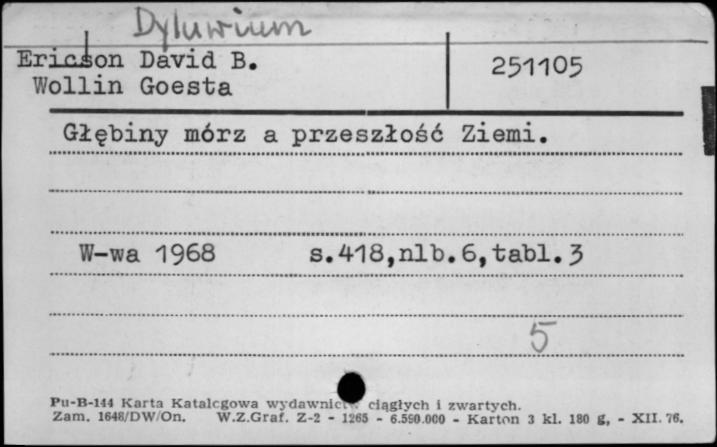 Dyluwium
Ericson David B. 251105
Wollin Goesta
Głębiny mórz a przeszłość Ziemi.
W-wa 1968 s.418,nlb.6,tabl.3
5
Pu-B-144 Karta Katalcgowa wydawnictw ciągłych i zwartych.
Zam. 1648/DW/On. W.Z.Graf. Z-2 - 1265 - 6.590.000 - Karton 3 kl. 180 g, - XII. 76.